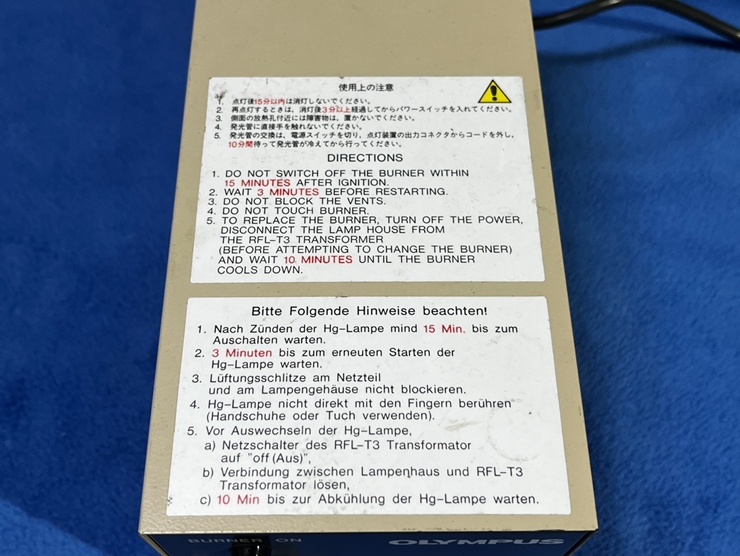 使用上の注意
1. 点灯後15分以内は消灯しないでください。
2. 再点灯するときは、消灯後3分以上経過してからパワースイッチを入れてください。
3. 側面の放熱孔付近には障害物は、置かないでください。
4. 発光管に直接手を触れないでください。
5. 発光管の交換は、電源スイッチを切り、点灯装置の出力コネクタからコードを外し、
10分間待って発光管が冷えてから行ってください。
DIRECTIONS
1. DO NOT SWITCH OFF THE BURNER WITHIN
15 MINUTES AFTER IGNITION.
2. WAIT 3 MINUTES BEFORE RESTARTING.
3. DO NOT BLOCK THE VENTS.
4. DO NOT TOUCH BURNER.
5. TO REPLACE THE BURNER, TURN OFF THE POWER,
DISCONNECT THE LAMP HOUSE FROM
THE RFL-T3 TRANSFORMER
(BEFORE ATTEMPTING TO CHANGE THE BURNER)
AND WAIT 10 MINUTES UNTIL THE BURNER
COOLS DOWN.
Bitte Folgende Hinweise beachten!
1. Nach Zünden der Hg-Lampe mind 15 Min. bis zum
Auschalten warten.
2. 3 Minuten bis zum erneuten Starten der
Hg-Lampe warten.
3. Lüftungsschlitze am Netzteil
und am Lampengehäuse nicht blockieren.
4. Hg-Lampe nicht direkt mit den Fingern berühren
(Handschuhe oder Tuch verwenden).
5. Vor Auswechseln der Hg-Lampe,
a) Netzschalter des RFL-T3 Transformator
auf "off (Aus)",
b) Verbindung zwischen Lampenhaus und RFL-T3
Transformator lösen,
c) 10 Min bis zur Abkühlung der Hg-Lampe warten.
BURNER ON
OLYMPUS